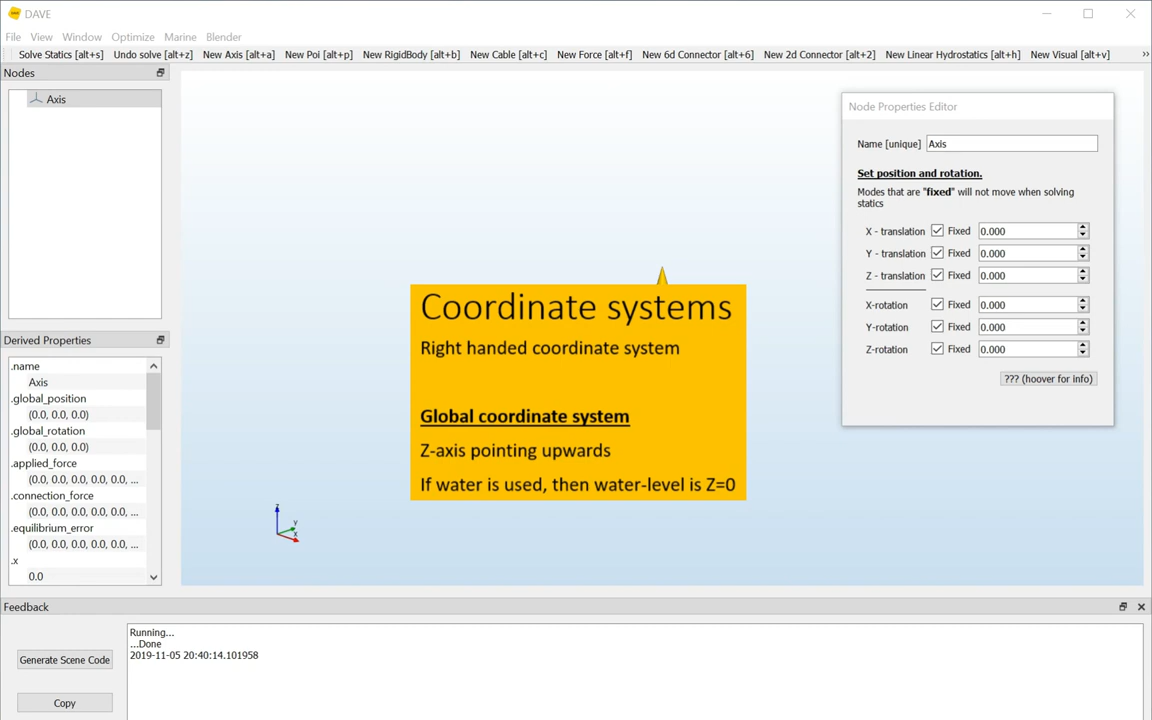 DAVE
File View Window Optimize Marine Blender
Solve Statics [alt+s] Undo solve [alt+z] New Axis [alt+a] New Poi [alt+p] New RigidBody [alt+b] New Cable [alt+c] New Force [alt+f] New 6d Connector [alt+6] New 2d Connector [alt+2] New Linear Hydrostatics [alt+h] New Visual [alt+v] »
Nodes
Axis
Node Properties Editor
Name [unique] Axis
Set position and rotation.
Modes that are "fixed" will not move when solving
statics
X - translation Fixed 0.000
Y - translation Fixed 0.000
Z - translation Fixed 0.000
X-rotation Fixed 0.000
Y-rotation Fixed 0.000
Z-rotation Fixed 0.000
??? (hoover for info)
Coordinate systems
Right handed coordinate system
Global coordinate system
Z-axis pointing upwards
If water is used, then water-level is Z=0
Derived Properties
.name
Axis
.global_position
(0.0, 0.0, 0.0)
.global_rotation
(0.0, 0.0, 0.0)
.applied_force
(0.0, 0.0, 0.0, 0.0, 0.0, ...
.connection_force
(0.0, 0.0, 0.0, 0.0, 0.0, ...
.equilibrium_error
(0.0, 0.0, 0.0, 0.0, 0.0, ...
.x
0.0
z
y
x
Feedback
Generate Scene Code
Copy
Running...
...Done
2019-11-05 20:40:14.101958